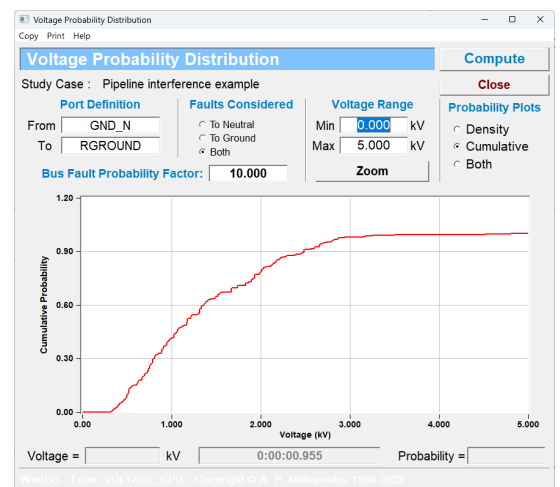 Voltage Probability Distribution
Copy Print Help
Voltage Probability Distribution
Compute
Study Case : Pipeline interference example
Close
Port Definition
From GND_N
To RGROUND
Faults Considered
To Neutral
To Ground
Both
Voltage Range
Min 0.000 kV
Max 5.000 kV
Zoom
Probability Plots
Density
Cumulative
Both
Bus Fault Probability Factor: 10.000
1.20
0.90
0.60
0.30
0.00
Cumulative Probability
0.00 1.000 2.000 3.000 4.000 5.000
Voltage (kV)
Voltage = kV 0:00:00.955 Probability =
WinIGS - Form: VOLTAGE_CPD - Copyright © A. P. Meliopoulos 1998-2022